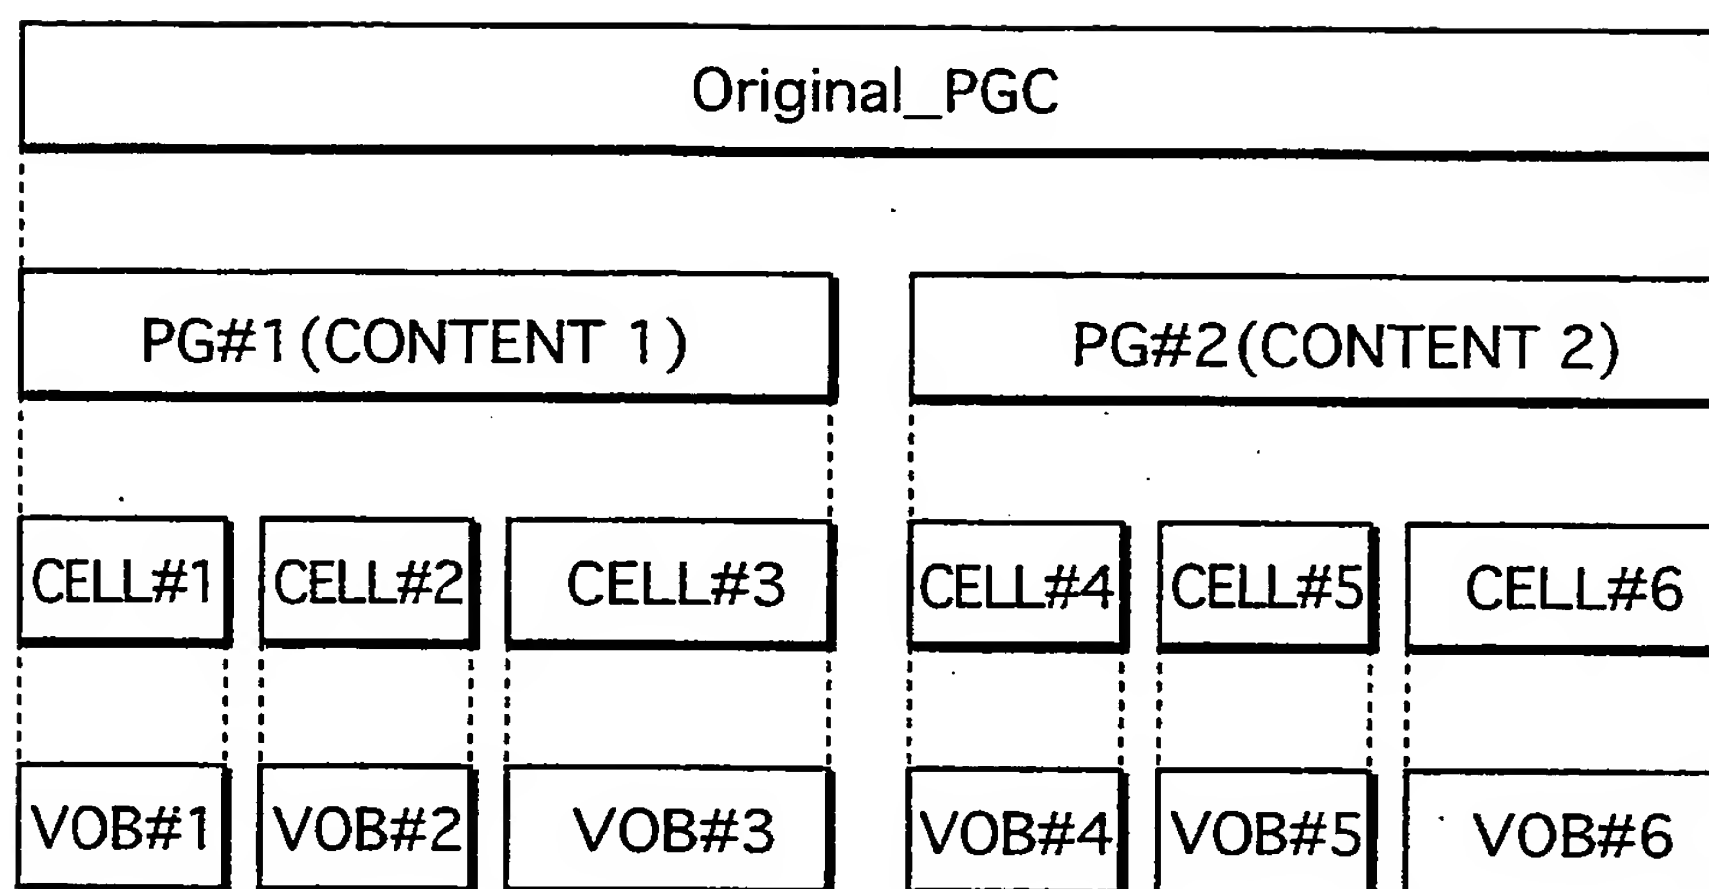 Original_PGC
PG#1(CONTENT 1) PG#2(CONTENT 2)
CELL#1 CELL#2 CELL#3 CELL#4 CELL#5 CELL#6
VOB#1 VOB#2 VOB#3 VOB#4 VOB#5 VOB#6